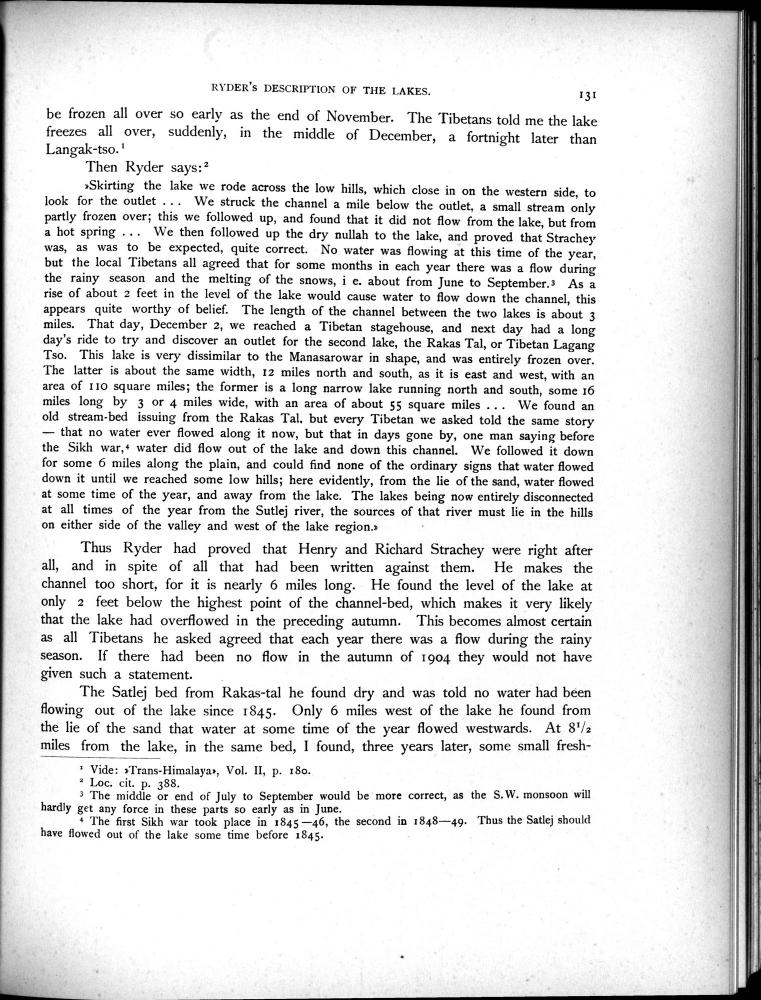 RYDER'S DESCRIPTION OF THE LAKES.
131
be frozen all over so early as the end of November. The Tibetans told me the lake
freezes all over, suddenly, in the middle of December, a fortnight later than
Langak-tso.¹
Then Ryder says:²
»Skirting the lake we rode across the low hills, which close in on the western side, to
look for the outlet ... We struck the channel a mile below the outlet, a small stream only
partly frozen over; this we followed up, and found that it did not flow from the lake, but from
a hot spring ... We then followed up the dry nullah to the lake, and proved that Strachey
was, as was to be expected, quite correct. No water was flowing at this time of the year,
but the local Tibetans all agreed that for some months in each year there was a flow during
the rainy season and the melting of the snows, i e. about from June to September.³ As a
rise of about 2 feet in the level of the lake would cause water to flow down the channel, this
appears quite worthy of belief. The length of the channel between the two lakes is about 3
miles. That day, December 2, we reached a Tibetan stagehouse, and next day had a long
day's ride to try and discover an outlet for the second lake, the Rakas Tal, or Tibetan Lagang
Tso. This lake is very dissimilar to the Manasarowar in shape, and was entirely frozen over.
The latter is about the same width, 12 miles north and south, as it is east and west, with an
area of 110 square miles; the former is a long narrow lake running north and south, some 16
miles long by 3 or 4 miles wide, with an area of about 55 square miles ... We found an
old stream-bed issuing from the Rakas Tal. but every Tibetan we asked told the same story
— that no water ever flowed along it now, but that in days gone by, one man saying before
the Sikh war,⁴ water did flow out of the lake and down this channel. We followed it down
for some 6 miles along the plain, and could find none of the ordinary signs that water flowed
down it until we reached some low hills; here evidently, from the lie of the sand, water flowed
at some time of the year, and away from the lake. The lakes being now entirely disconnected
at all times of the year from the Sutlej river, the sources of that river must lie in the hills
on either side of the valley and west of the lake region.»
Thus Ryder had proved that Henry and Richard Strachey were right after
all, and in spite of all that had been written against them. He makes the
channel too short, for it is nearly 6 miles long. He found the level of the lake at
only 2 feet below the highest point of the channel-bed, which makes it very likely
that the lake had overflowed in the preceding autumn. This becomes almost certain
as all Tibetans he asked agreed that each year there was a flow during the rainy
season. If there had been no flow in the autumn of 1904 they would not have
given such a statement.
The Satlej bed from Rakas-tal he found dry and was told no water had been
flowing out of the lake since 1845. Only 6 miles west of the lake he found from
the lie of the sand that water at some time of the year flowed westwards. At 8¹/₂
miles from the lake, in the same bed, I found, three years later, some small fresh-
¹ Vide: »Trans-Himalaya», Vol. II, p. 180.
² Loc. cit. p. 388.
³ The middle or end of July to September would be more correct, as the S.W. monsoon will
hardly get any force in these parts so early as in June.
⁴ The first Sikh war took place in 1845—46, the second in 1848—49. Thus the Satlej should
have flowed out of the lake some time before 1845.